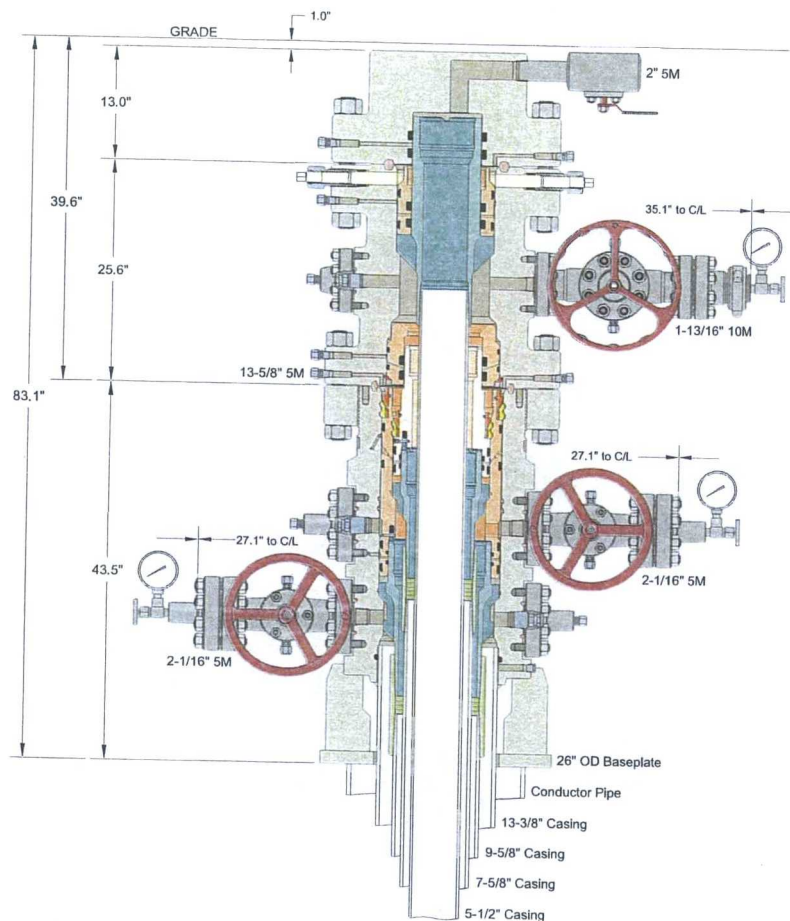 1.0"
GRADE
2" 5M
13.0"
39.6"
35.1" to C/L
25.6"
1-13/16" 10M
13-5/8" 5M
83.1"
27.1" to C/L
27.1" to C/L
43.5"
2-1/16" 5M
2-1/16" 5M
26" OD Baseplate
Conductor Pipe
13-3/8" Casing
9-5/8" Casing
7-5/8" Casing
5-1/2" Casing